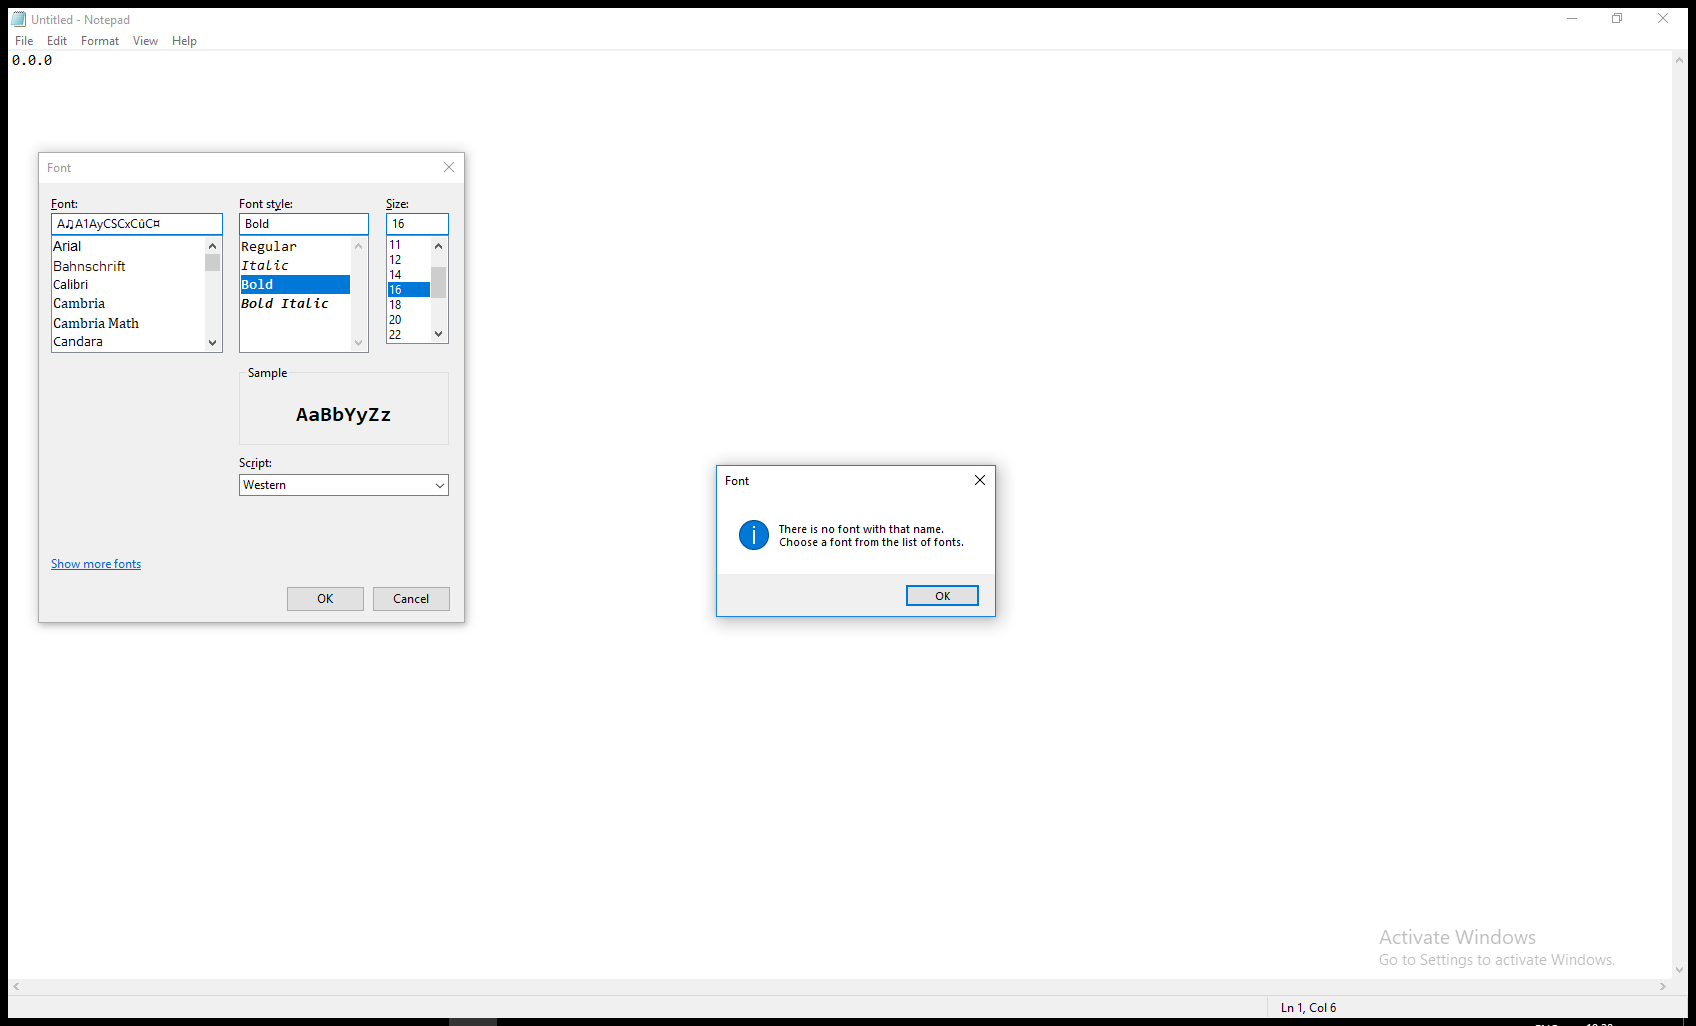 Untitled - Notepad
File Edit Format View Help
0.0.0
Font
Font: Font style: Size:
A♫A1AyCSCxCûC¤ Bold 16
Arial
Bahnschrift
Calibri
Cambria
Cambria Math
Candara
Regular
Italic
Bold
Bold Italic
11
12
14
16
18
20
22
Sample
AaBbYyZz
Script:
Western
Show more fonts
OK Cancel
Font
There is no font with that name.
Choose a font from the list of fonts.
OK
Activate Windows
Go to Settings to activate Windows.
Ln 1, Col 6